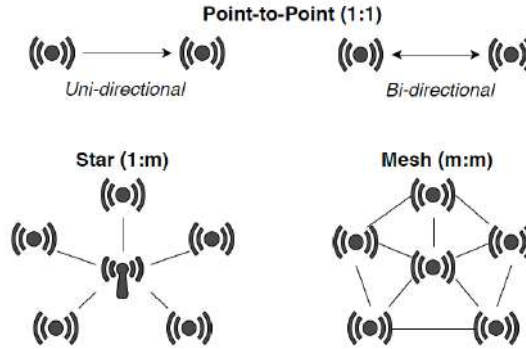 Point-to-Point (1:1)
Uni-directional
Bi-directional
Star (1:m)
Mesh (m:m)